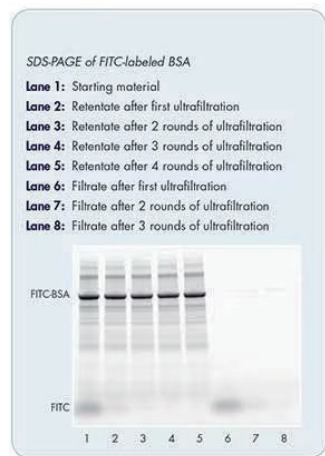 SDS-PAGE of FITC-labeled BSA
Lane 1: Starting material
Lane 2: Retentate after first ultrafiltration
Lane 3: Retentate after 2 rounds of ultrafiltration
Lane 4: Retentate after 3 rounds of ultrafiltration
Lane 5: Retentate after 4 rounds of ultrafiltration
Lane 6: Filtrate after first ultrafiltration
Lane 7: Filtrate after 2 rounds of ultrafiltration
Lane 8: Filtrate after 3 rounds of ultrafiltration
FITC-BSA
FITC
1 2 3 4 5 6 7 8